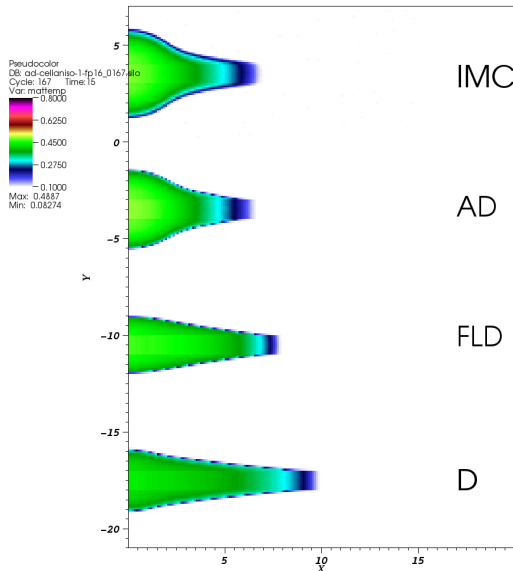 Pseudocolor
DB: ad-cellaniso-1-fp16_0167.silo
Cycle: 167 Time:15
Var: mattemp
0.8000
0.6250
0.4500
0.2750
0.1000
Max: 0.4887
Min: 0.08274
5
0
-5
-10
-15
-20
Y
IMC
AD
FLD
D
5
10
15
X